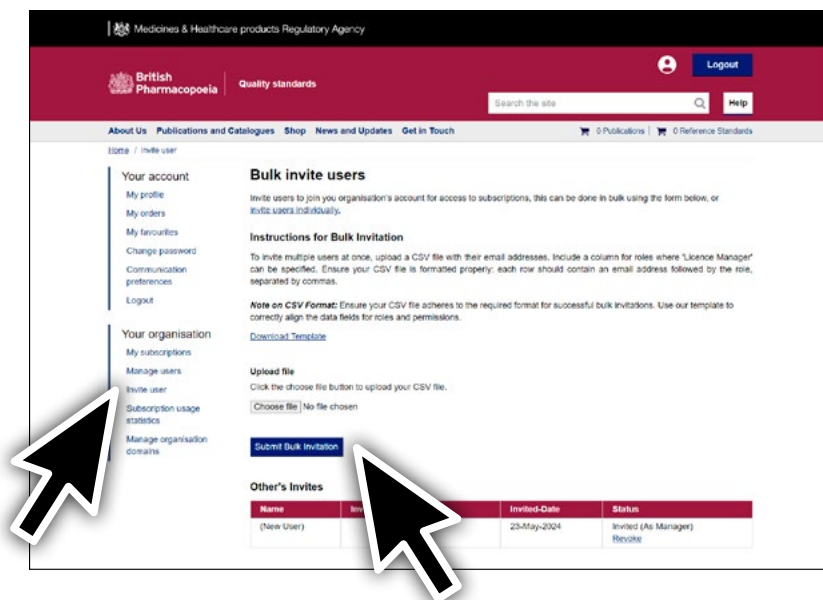 Medicines & Healthcare products Regulatory Agency
British
Pharmacopoeia
Quality standards
Logout
Search the site
Help
About Us Publications and Catalogues Shop News and Updates Get in Touch
0 Publications | 0 Reference Standards
Home / Invite user
Your account
My profile
My orders
My favourites
Change password
Communication
preferences
Logout
Your organisation
My subscriptions
Manage users
Invite user
Subscription usage
statistics
Manage organisation
domains
Bulk invite users
Invite users to join you organisation's account for access to subscriptions, this can be done in bulk using the form below, or
invite users individually.
Instructions for Bulk Invitation
To invite multiple users at once, upload a CSV file with their email addresses. Include a column for roles where 'Licence Manager'
can be specified. Ensure your CSV file is formatted properly: each row should contain an email address followed by the role,
separated by commas.
Note on CSV Format: Ensure your CSV file adheres to the required format for successful bulk invitations. Use our template to
correctly align the data fields for roles and permissions.
Download Template
Upload file
Click the choose file button to upload your CSV file.
Choose file No file chosen
Submit Bulk Invitation
Other's Invites
Name Invited-Date Status
(New User) 23-May-2024 Invited (As Manager)
Revoke